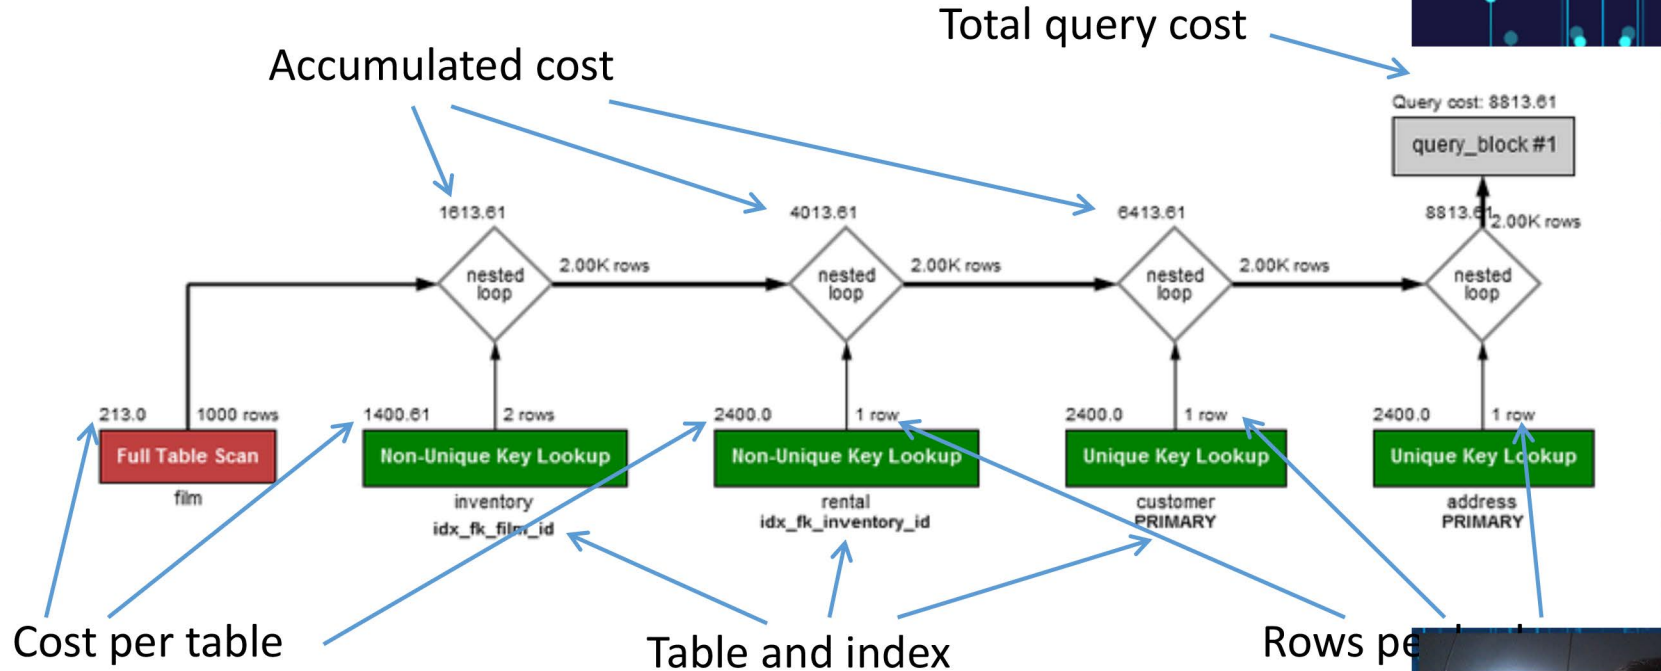 Total query cost
Accumulated cost
Query cost: 8813.61
query_block #1
1613.61
4013.61
6413.61
8813.61
2.00K rows
nested
loop
2.00K rows
nested
loop
2.00K rows
nested
loop
2.00K rows
nested
loop
213.0
1000 rows
1400.61
2 rows
2400.0
1 row
2400.0
1 row
2400.0
1 row
Full Table Scan
Non-Unique Key Lookup
Non-Unique Key Lookup
Unique Key Lookup
Unique Key Lookup
film
inventory
idx_fk_film_id
rental
idx_fk_inventory_id
customer
PRIMARY
address
PRIMARY
Cost per table
Table and index
Rows